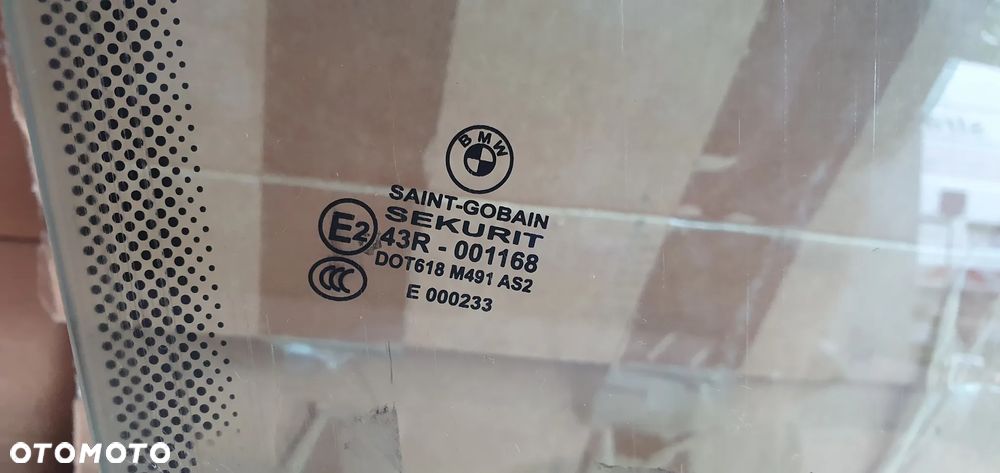 BMW
SAINT-GOBAIN
SEKURIT
E2 43R - 001168
DOT618 M491 AS2
CCC
E 000233
OTOMOTO